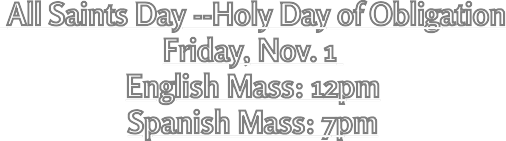 All Saints Day --Holy Day of Obligation
Friday, Nov. 1
English Mass: 12pm
Spanish Mass: 7pm